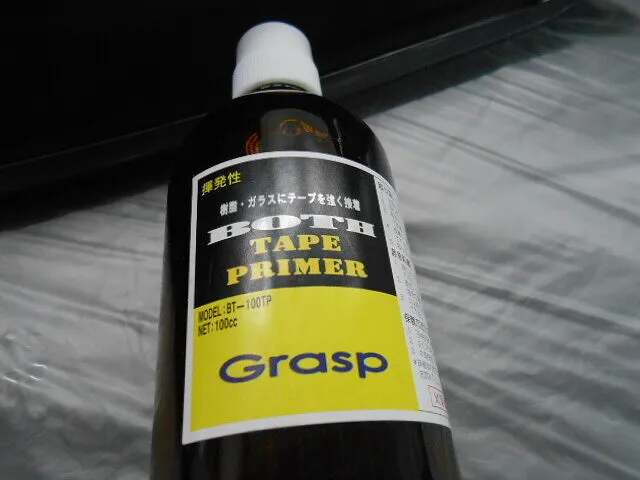 揮発性
樹脂・ガラスにテープを強く接着
BOTH
TAPE
PRIMER
MODEL:BT-100TP
NET:100cc
Grasp